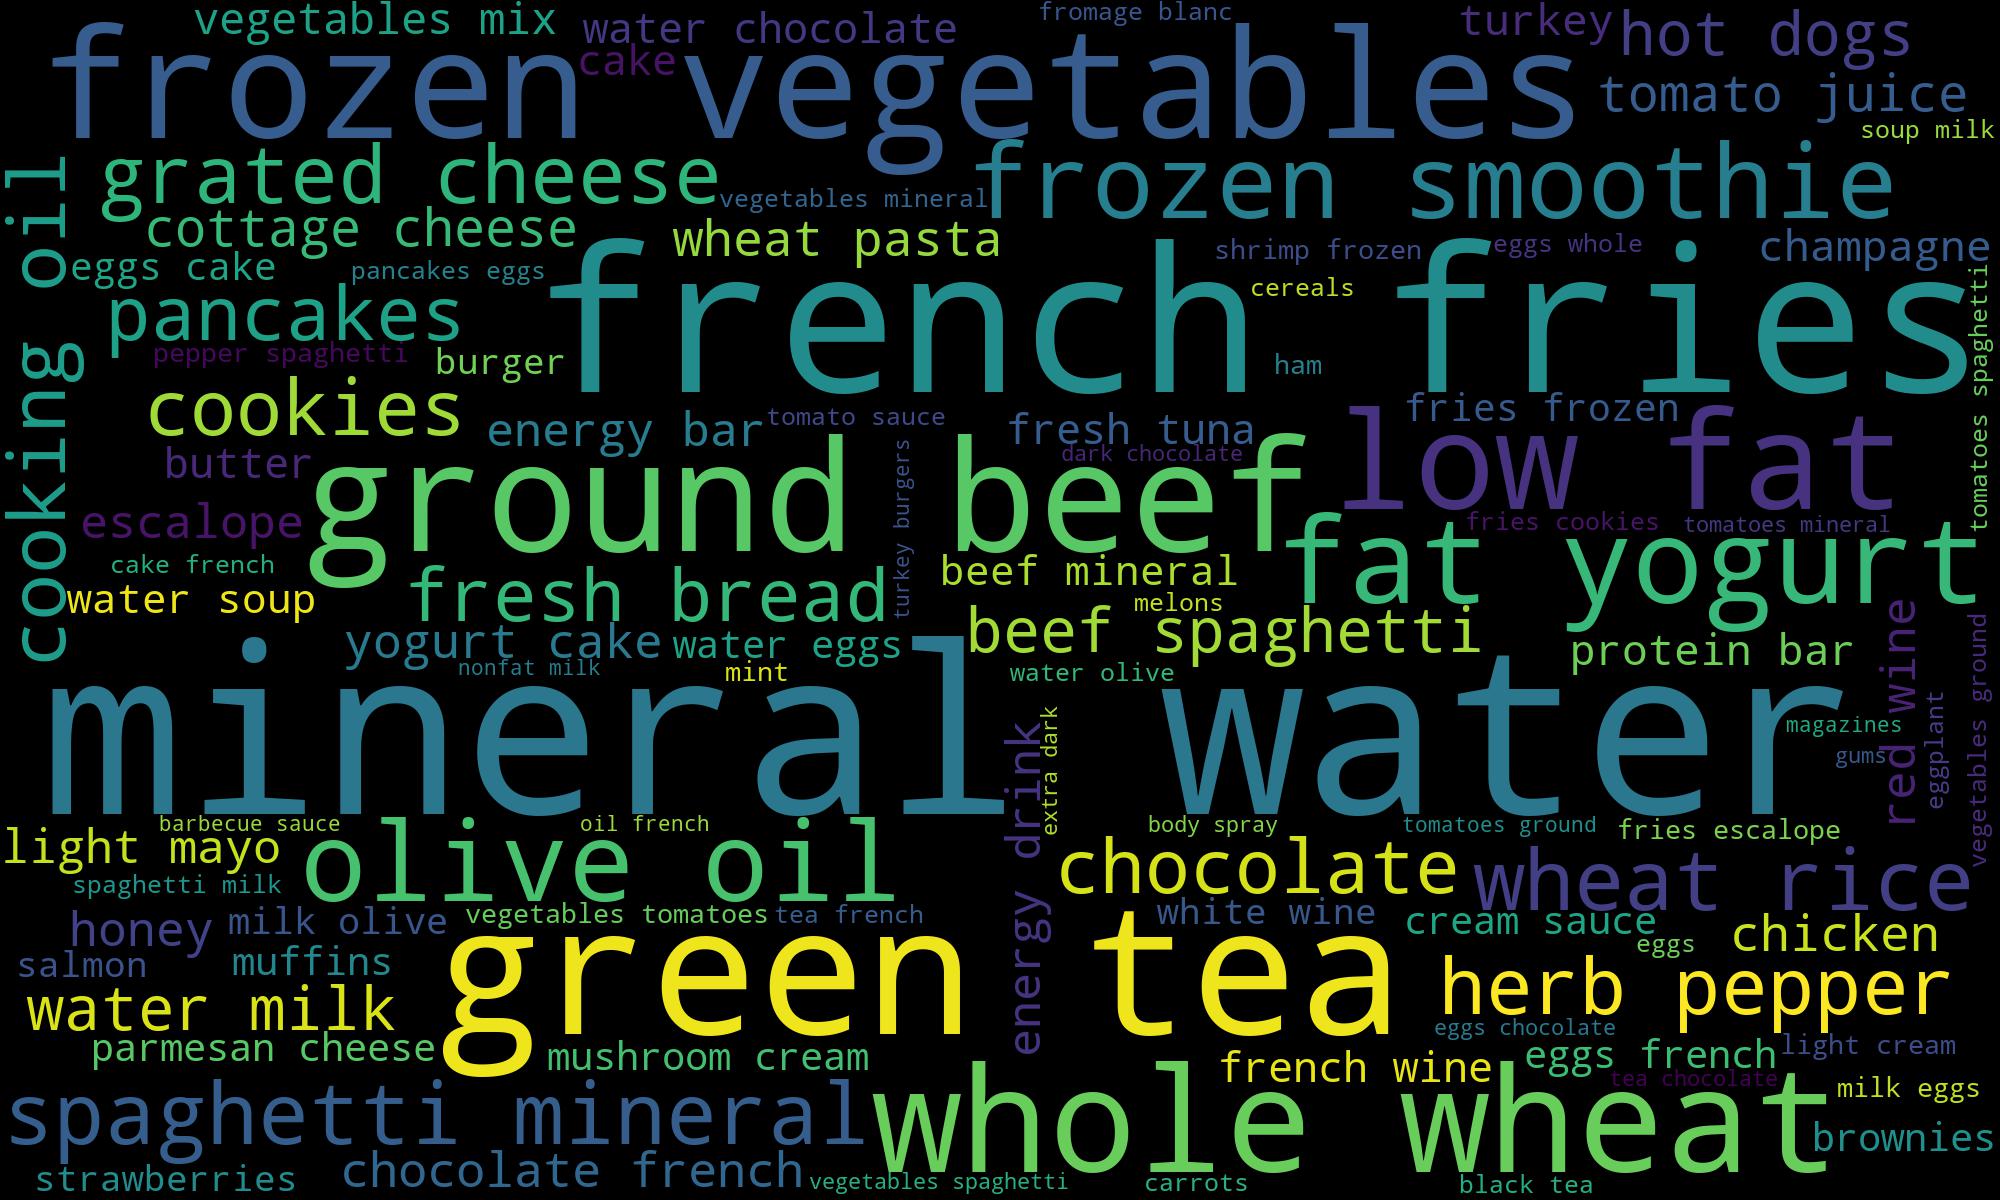 vegetables mix
water chocolate
fromage blanc
turkey
hot dogs
frozen vegetables
cake
tomato juice
soup milk
cooking oil
grated cheese
vegetables mineral
frozen smoothie
cottage cheese
wheat pasta
shrimp frozen
eggs whole
champagne
eggs cake
pancakes eggs
french fries
cereals
tomatoes spaghetti
pancakes
pepper spaghetti
burger
ham
cookies
energy bar
tomato sauce
fresh tuna
fries frozen
low fat
butter
ground beef
dark chocolate
turkey burgers
escalope
fries cookies
tomatoes mineral
cake french
fat yogurt
water soup
fresh bread
beef mineral
melons
yogurt cake
water eggs
beef spaghetti
protein bar
red wine
vegetables ground
nonfat milk
mint
water olive
mineral water
energy drink
extra dark
magazines
gums
eggplant
barbecue sauce
oil french
body spray
tomatoes ground
fries escalope
light mayo
olive oil
chocolate
wheat rice
spaghetti milk
honey
milk olive
vegetables tomatoes
tea french
white wine
cream sauce
eggs
chicken
salmon
muffins
green tea
herb pepper
water milk
eggs chocolate
parmesan cheese
mushroom cream
french wine
eggs french
light cream
tea chocolate
milk eggs
spaghetti mineral
whole wheat
brownies
strawberries
chocolate french
vegetables spaghetti
carrots
black tea